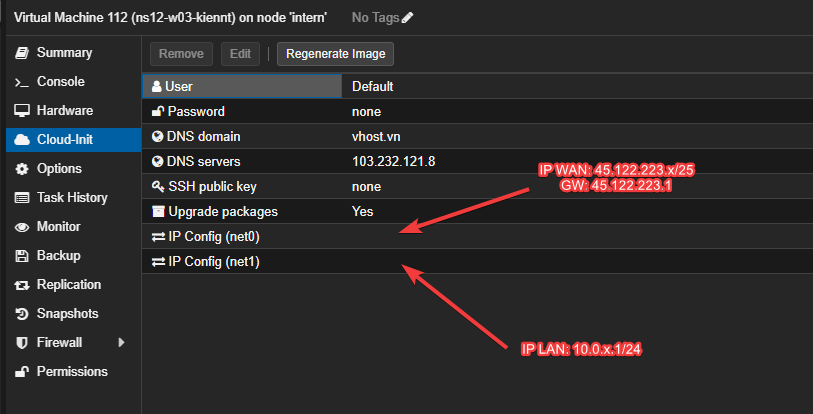 Virtual Machine 112 (ns12-w03-kiennt) on node 'intern' No Tags
Summary
Console
Hardware
Cloud-Init
Options
Task History
Monitor
Backup
Replication
Snapshots
Firewall
Permissions
Remove Edit Regenerate Image
User Default
Password none
DNS domain vhost.vn
DNS servers 103.232.121.8
SSH public key none
Upgrade packages Yes
IP Config (net0)
IP Config (net1)
IP WAN: 45.122.223.x/25
GW: 45.122.223.1
IP LAN: 10.0.x.1/24